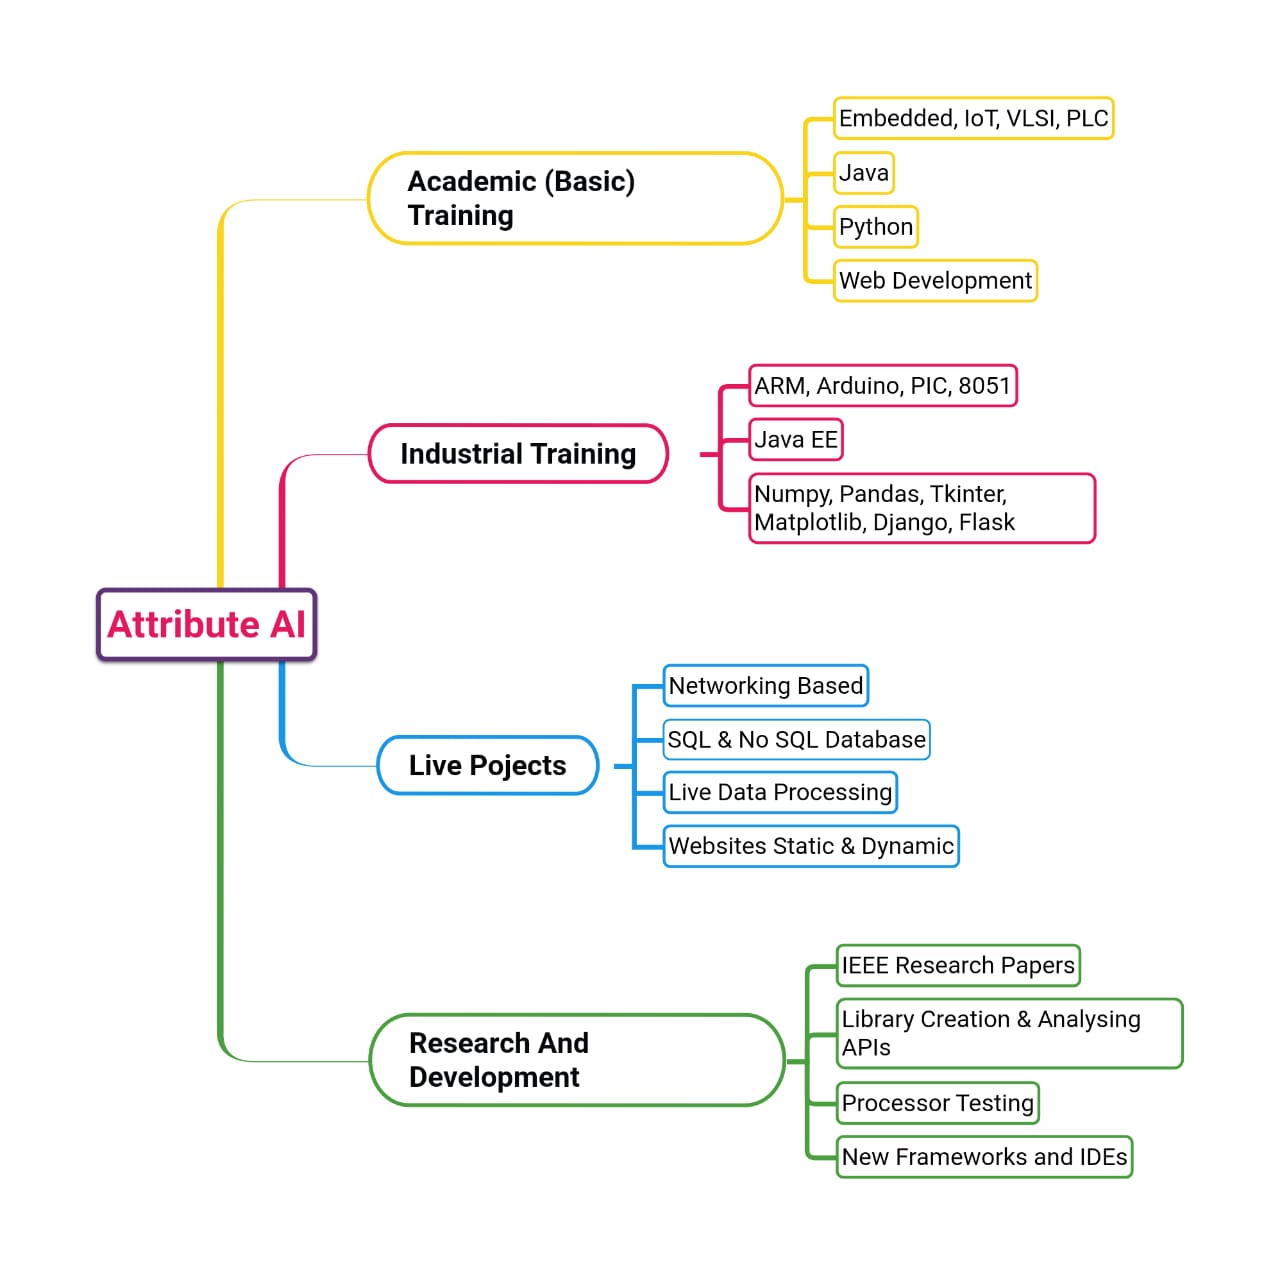 Attribute AI
Academic (Basic)
Training
Embedded, IoT, VLSI, PLC
Java
Python
Web Development
Industrial Training
ARM, Arduino, PIC, 8051
Java EE
Numpy, Pandas, Tkinter,
Matplotlib, Django, Flask
Live Pojects
Networking Based
SQL & No SQL Database
Live Data Processing
Websites Static & Dynamic
Research And
Development
IEEE Research Papers
Library Creation & Analysing
APIs
Processor Testing
New Frameworks and IDEs